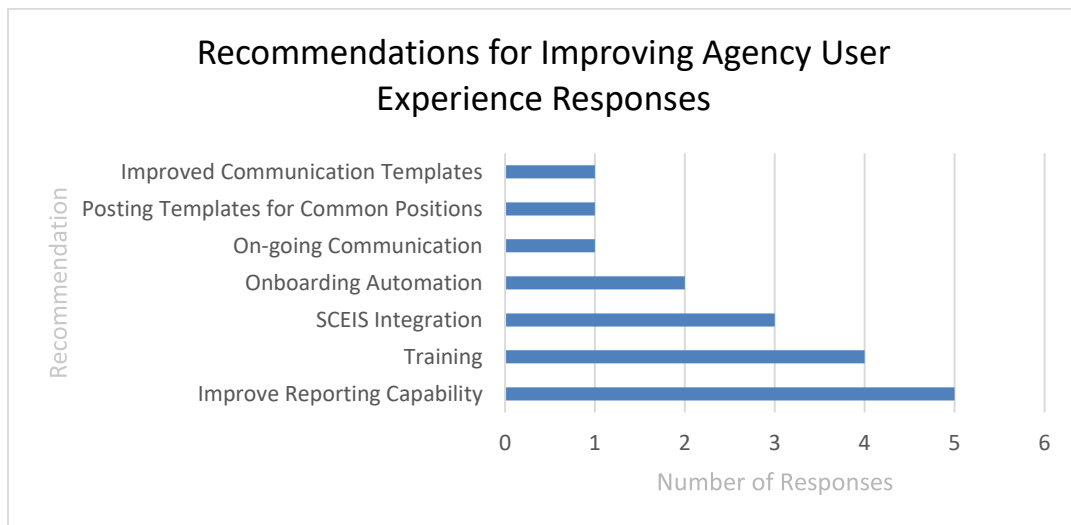 Recommendations for Improving Agency User
Experience Responses
Recommendation
Improved Communication Templates
Posting Templates for Common Positions
On-going Communication
Onboarding Automation
SCEIS Integration
Training
Improve Reporting Capability
0 1 2 3 4 5 6
Number of Responses